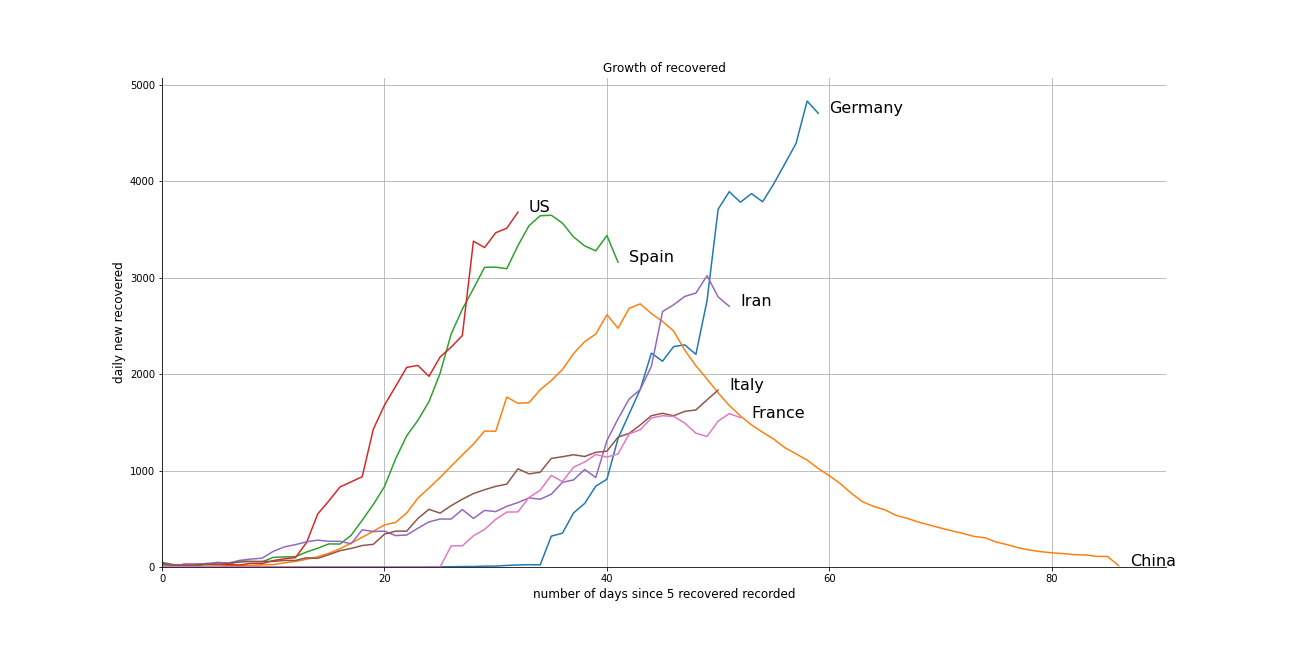 Growth of recovered
5000
Germany
4000
US
Spain
daily new recovered
3000
Iran
2000
Italy
France
1000
China
0
0 20 40 60 80
number of days since 5 recovered recorded